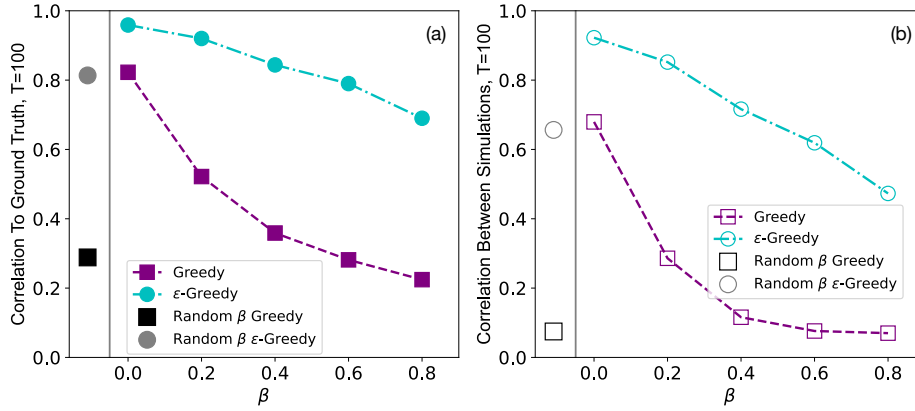 (a)
Correlation To Ground Truth, T=100
1.0
0.8
0.6
0.4
0.2
0.0
Greedy
ε-Greedy
Random β Greedy
Random β ε-Greedy
0.0 0.2 0.4 0.6 0.8
β
(b)
Correlation Between Simulations, T=100
1.0
0.8
0.6
0.4
0.2
0.0
Greedy
ε-Greedy
Random β Greedy
Random β ε-Greedy
0.0 0.2 0.4 0.6 0.8
β